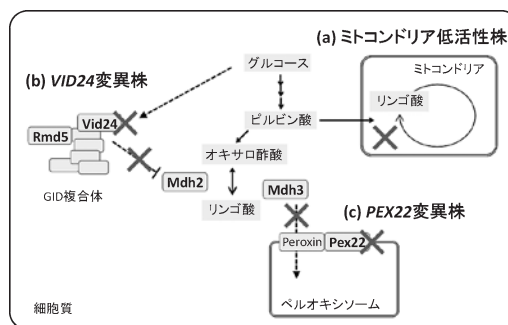 (a) ミトコンドリア低活性株
ミトコンドリア
リンゴ酸
グルコース
(b) VID24変異株
Vid24
Rmd5
GID複合体
ピルビン酸
オキサロ酢酸
Mdh2
リンゴ酸
Mdh3
(c) PEX22変異株
Peroxin
Pex22
ペルオキシソーム
細胞質